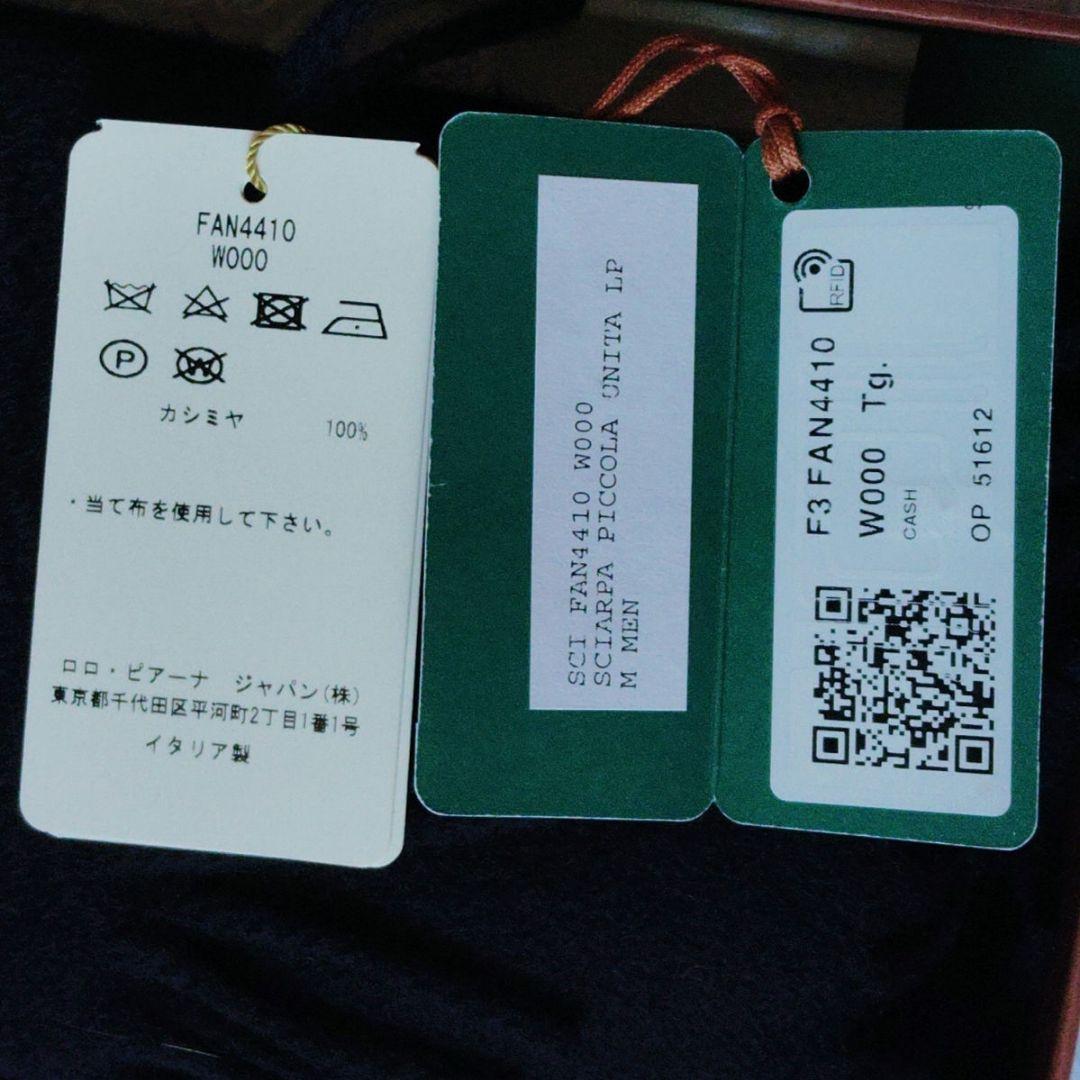 FAN4410
W000
P
W
カシミヤ 100%
・当て布を使用して下さい。
ロロ・ピアーナ ジャパン(株)
東京都千代田区平河町2丁目1番1号
イタリア製
SCI FAN4410 W000
SCIARPA PICCOLA UNITA LP
M MEN
RFID
F3 FAN4410
W000 Tg.
CASH
OP 51612